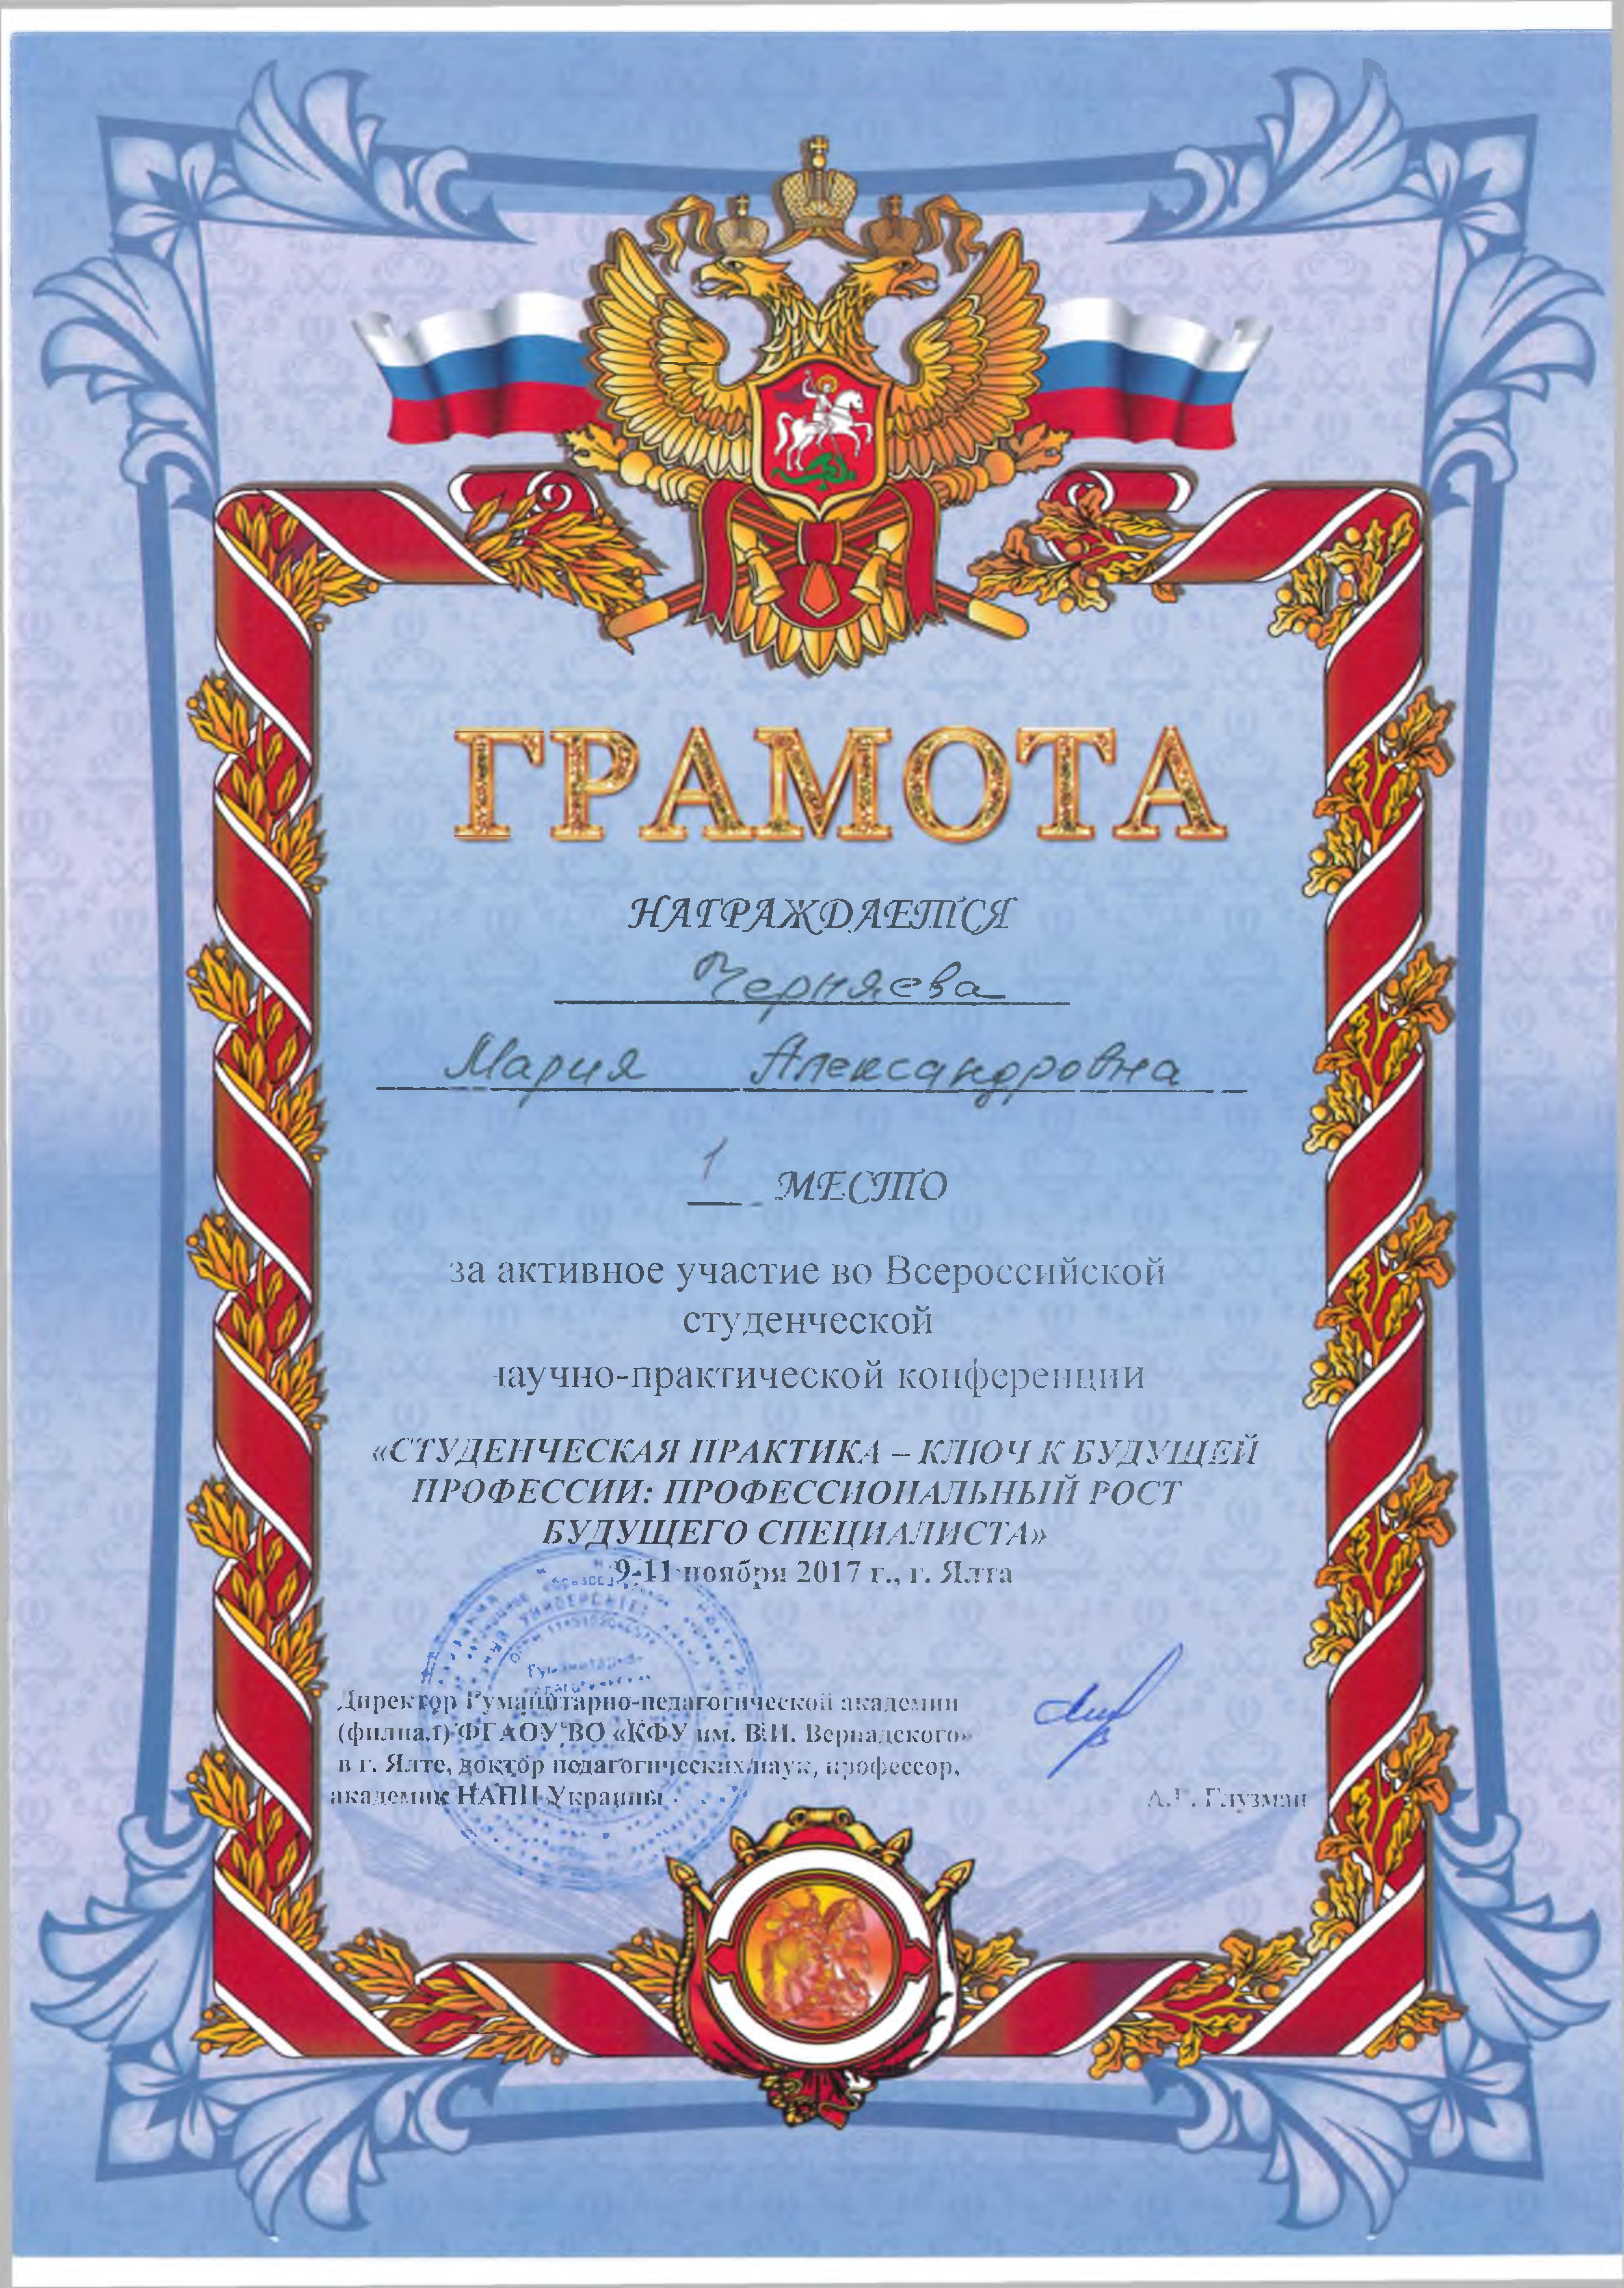 ГРАМОТА
НАГРАЖДАЕТСЯ
Черняева
Мария Александровна
1 МЕСТО
за активное участие во Всероссийской
студенческой
научно-практической конференции
«СТУДЕНЧЕСКАЯ ПРАКТИКА – КЛЮЧ К БУДУЩЕЙ
ПРОФЕССИИ: ПРОФЕССИОНАЛЬНЫЙ РОСТ
БУДУЩЕГО СПЕЦИАЛИСТА»
9-11 ноября 2017 г., г. Ялта
Директор Гуманитарно-педагогической академии
(филиал) ФГАОУ ВО «КФУ им. В.И. Вернадского»
в г. Ялте, доктор педагогических наук, профессор,
академик НАПН Украины
Глузман